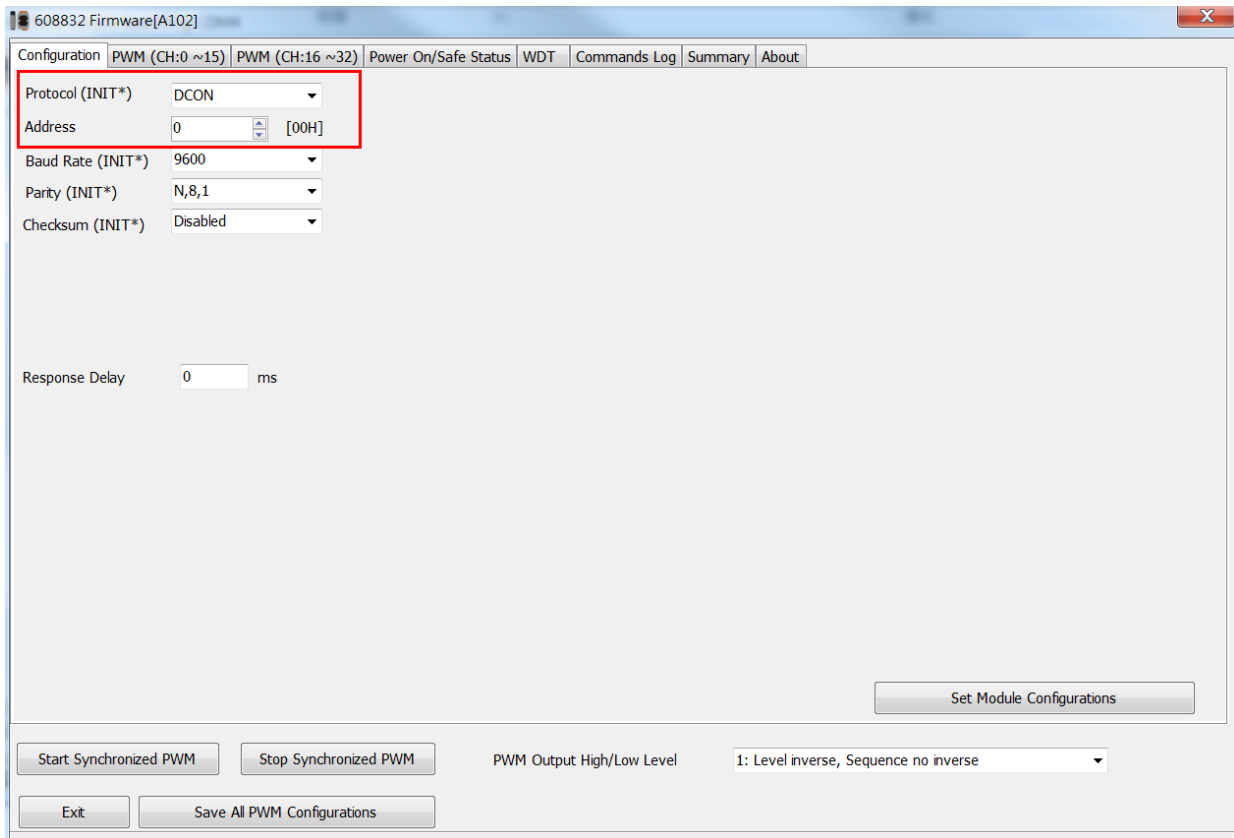 608832 Firmware[A102]
Configuration PWM (CH:0 ~15) PWM (CH:16 ~32) Power On/Safe Status WDT Commands Log Summary About
Protocol (INIT*) DCON
Address 0 [00H]
Baud Rate (INIT*) 9600
Parity (INIT*) N,8,1
Checksum (INIT*) Disabled
Response Delay 0 ms
Set Module Configurations
Start Synchronized PWM Stop Synchronized PWM PWM Output High/Low Level 1: Level inverse, Sequence no inverse
Exit Save All PWM Configurations